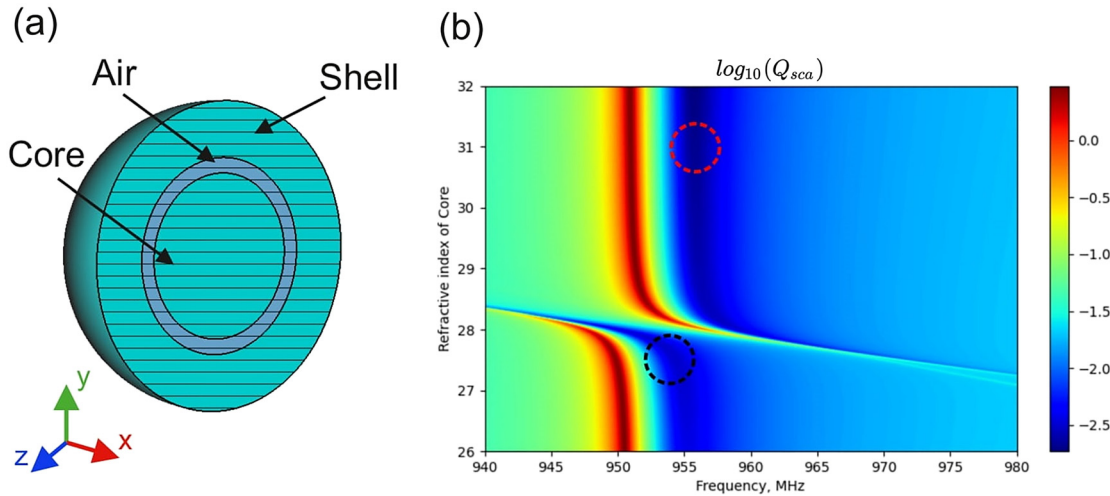 (a)
Air
Shell
Core
y
z
x
(b)
log₁₀(Qₛcₐ)
Refractive index of Core
32
31
30
29
28
27
26
940
945
950
955
960
965
970
975
980
Frequency, MHz
0.0
−0.5
−1.0
−1.5
−2.0
−2.5